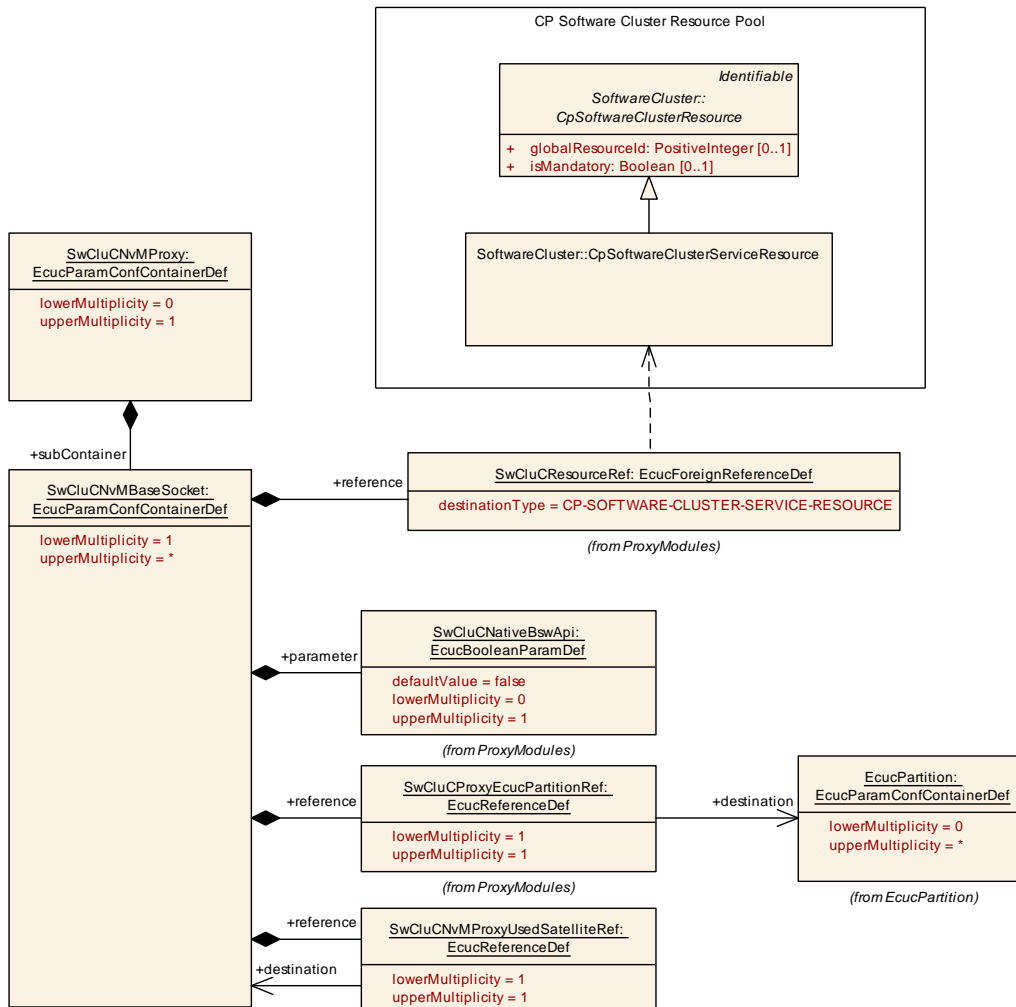 CP Software Cluster Resource Pool
Identifiable
SoftwareCluster::
CpSoftwareClusterResource
+ globalResourceId: PositiveInteger [0..1]
+ isMandatory: Boolean [0..1]
SoftwareCluster::CpSoftwareClusterServiceResource
SwCluCNvMProxy:
EcucParamConfContainerDef
lowerMultiplicity = 0
upperMultiplicity = 1
+subContainer
SwCluCNvMBaseSocket:
EcucParamConfContainerDef
lowerMultiplicity = 1
upperMultiplicity = *
+reference
SwCluCResourceRef: EcucForeignReferenceDef
destinationType = CP-SOFTWARE-CLUSTER-SERVICE-RESOURCE
(from ProxyModules)
+parameter
SwCluCNativeBswApi:
EcucBooleanParamDef
defaultValue = false
lowerMultiplicity = 0
upperMultiplicity = 1
(from ProxyModules)
+reference
SwCluCProxyEcucPartitionRef:
EcucReferenceDef
lowerMultiplicity = 1
upperMultiplicity = 1
(from ProxyModules)
+destination
EcucPartition:
EcucParamConfContainerDef
lowerMultiplicity = 0
upperMultiplicity = *
(from EcucPartition)
+reference
SwCluCNvMProxyUsedSatelliteRef:
EcucReferenceDef
+destination
lowerMultiplicity = 1
upperMultiplicity = 1